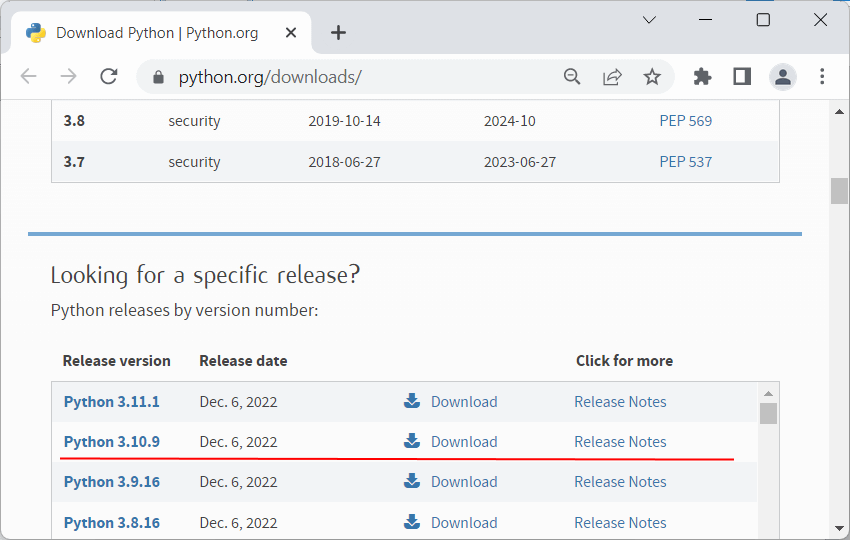 Download Python | Python.org
python.org/downloads/
3.8 security 2019-10-14 2024-10 PEP 569
3.7 security 2018-06-27 2023-06-27 PEP 537
Looking for a specific release?
Python releases by version number:
Release version Release date Click for more
Python 3.11.1 Dec. 6, 2022 Download Release Notes
Python 3.10.9 Dec. 6, 2022 Download Release Notes
Python 3.9.16 Dec. 6, 2022 Download Release Notes
Python 3.8.16 Dec. 6, 2022 Download Release Notes